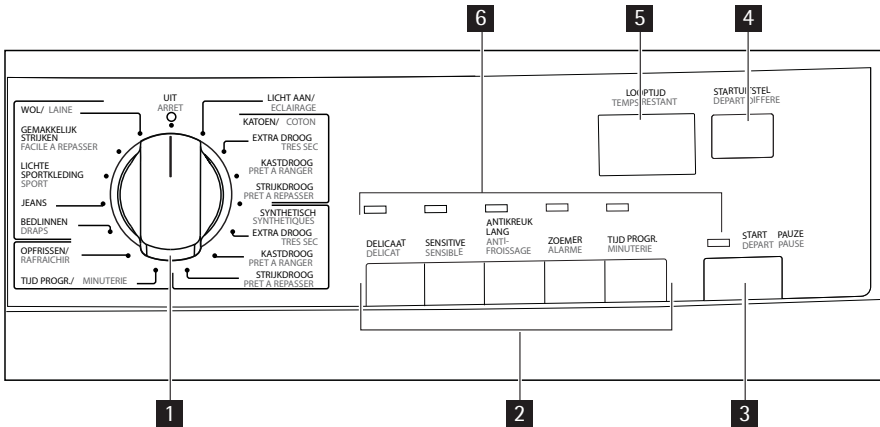 6
5
4
UIT
ARRET
LICHT AAN/
ECLAIRAGE
WOL/ LAINE
KATOEN/ COTON
GEMAKKELIJK
STRIJKEN
FACILE A REPASSER
EXTRA DROOG
TRES SEC
LICHTE
SPORTKLEDING
SPORT
KASTDROOG
PRET A RANGER
JEANS
STRIJKDROOG
PRET A REPASSER
BEDLINNEN
DRAPS
SYNTHETISCH
SYNTHETIQUES
EXTRA DROOG
TRES SEC
OPFRISSEN/
RAFRAICHIR
KASTDROOG
PRET A RANGER
TIJD PROGR./ MINUTERIE
STRIJKDROOG
PRET A REPASSER
LOOPTIJD
TEMPS RESTANT
STARTUITSTEL
DEPART DIFFERE
DELICAAT
DELICAT
SENSITIVE
SENSIBLE
ANTIKREUK
LANG
ANTI-
FROISSAGE
ZOEMER
ALARME
TIJD PROGR.
MINUTERIE
START PAUZE
DEPART PAUSE
1
2
3